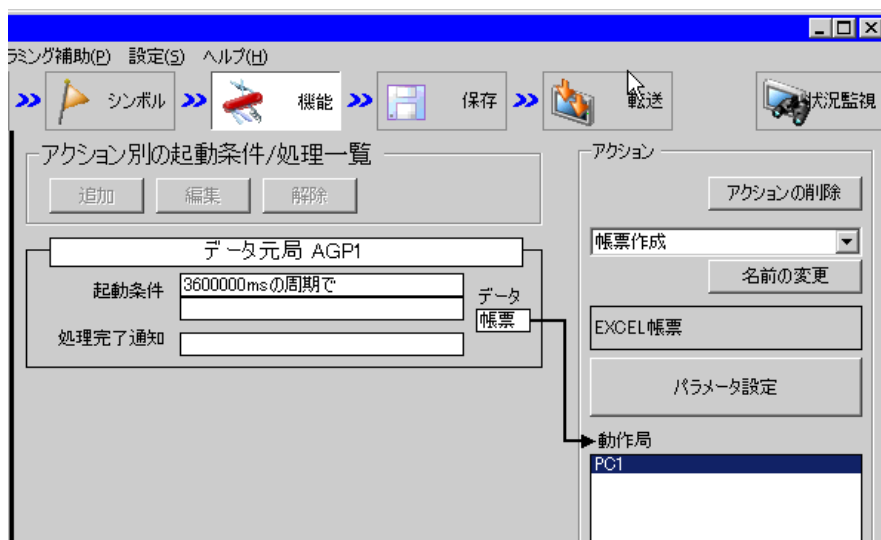 ラミング補助(P) 設定(S) ヘルプ(H)
シンボル 機能 保存 転送 状況監視
アクション別の起動条件/処理一覧
追加 編集 解除
データ元局 AGP1
起動条件 3600000msの周期で
データ
帳票
処理完了通知
アクション
アクションの削除
帳票作成
名前の変更
EXCEL帳票
パラメータ設定
動作局
PC1